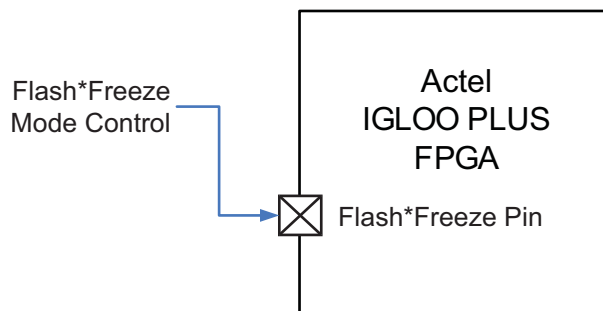 Flash*Freeze
Mode Control
Actel
IGLOO PLUS
FPGA
Flash*Freeze Pin